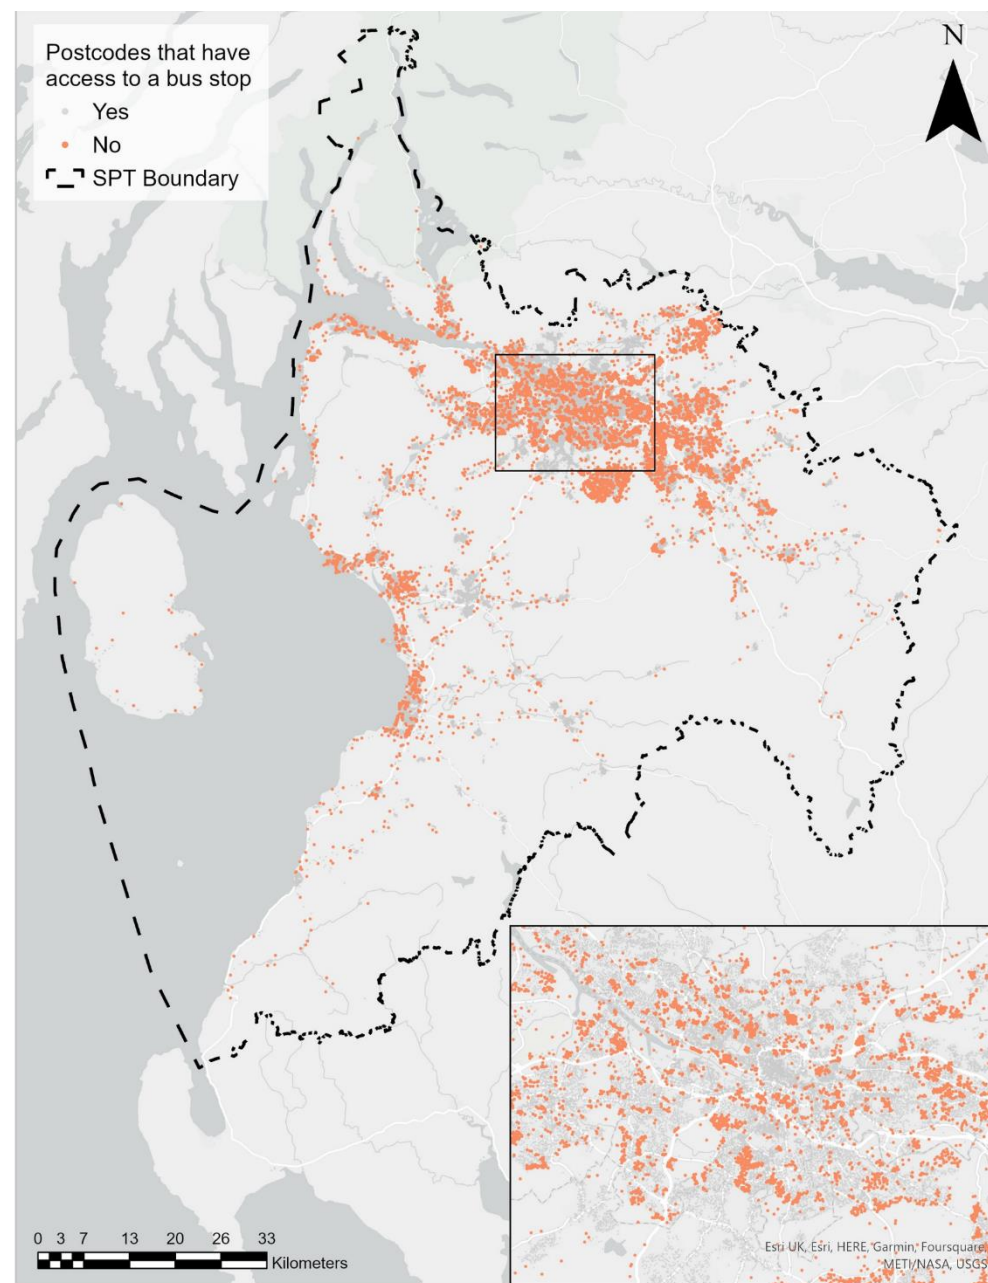 Postcodes that have
access to a bus stop
Yes
No
SPT Boundary
N
0 3 7 13 20 26 33
Kilometers
Esri UK, Esri, HERE, Garmin, Foursquare,
METI/NASA, USGS